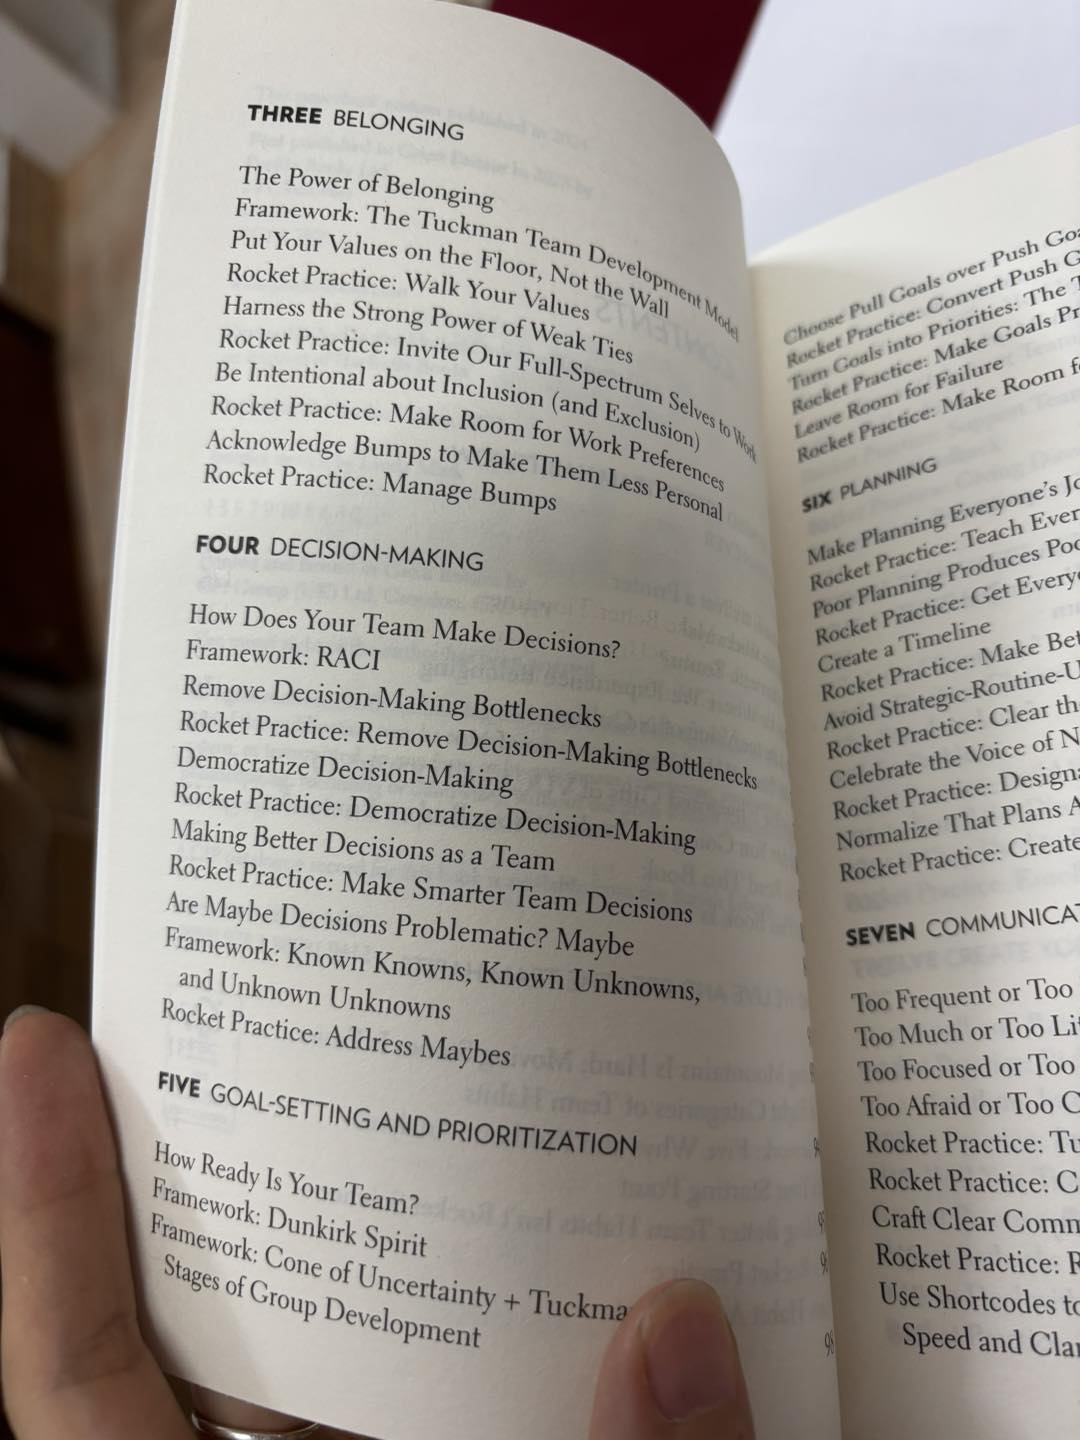 THREE BELONGING
The Power of Belonging
Framework: The Tuckman Team Development Model
Put Your Values on the Floor, Not the Wall
Rocket Practice: Walk Your Values
Harness the Strong Power of Weak Ties
Rocket Practice: Invite Our Full-Spectrum Selves to Work
Be Intentional about Inclusion (and Exclusion)
Rocket Practice: Make Room for Work Preferences
Acknowledge Bumps to Make Them Less Personal
Rocket Practice: Manage Bumps
FOUR DECISION-MAKING
How Does Your Team Make Decisions?
Framework: RACI
Remove Decision-Making Bottlenecks
Rocket Practice: Remove Decision-Making Bottlenecks
Democratize Decision-Making
Rocket Practice: Democratize Decision-Making
Making Better Decisions as a Team
Rocket Practice: Make Smarter Team Decisions
Are Maybe Decisions Problematic? Maybe
Framework: Known Knowns, Known Unknowns,
and Unknown Unknowns
Rocket Practice: Address Maybes
FIVE GOAL-SETTING AND PRIORITIZATION
How Ready Is Your Team?
Framework: Dunkirk Spirit
Framework: Cone of Uncertainty + Tuckma
Stages of Group Development
98
Choose Pull Goals over Push Goa
Rocket Practice: Convert Push G
Turn Goals into Priorities: The T
Rocket Practice: Make Goals Pr
Leave Room for Failure
Rocket Practice: Make Room f
SIX PLANNING
Make Planning Everyone's Jo
Rocket Practice: Teach Ever
Poor Planning Produces Poo
Rocket Practice: Get Everyo
Create a Timeline
Rocket Practice: Make Bet
Avoid Strategic-Routine-U
Rocket Practice: Clear th
Celebrate the Voice of N
Rocket Practice: Designa
Normalize That Plans A
Rocket Practice: Create
SEVEN COMMUNICAT
Too Frequent or Too
Too Much or Too Lit
Too Focused or Too
Too Afraid or Too C
Rocket Practice: Tu
Rocket Practice: C
Craft Clear Comm
Rocket Practice: R
Use Shortcodes to
Speed and Clar